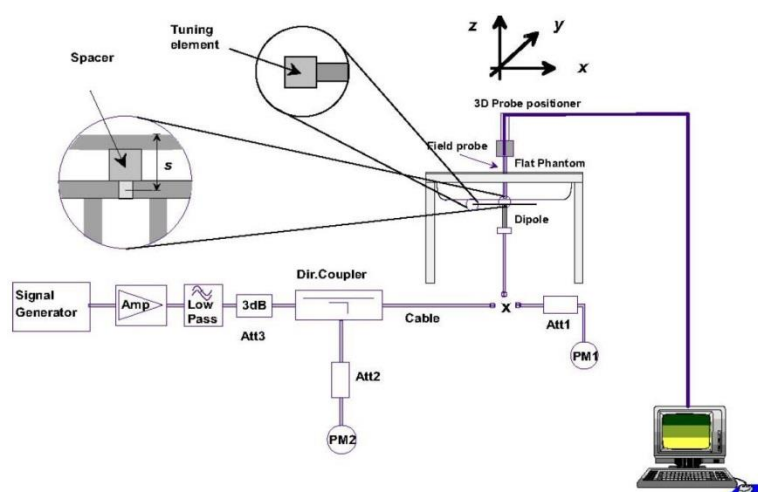 Tuning
element
Spacer
z
y
x
3D Probe positioner
Field probe
Flat Phantom
s
Dipole
Dir.Coupler
Signal
Generator
Amp
Low
Pass
3dB
Att3
Cable
X
Att1
PM1
Att2
PM2